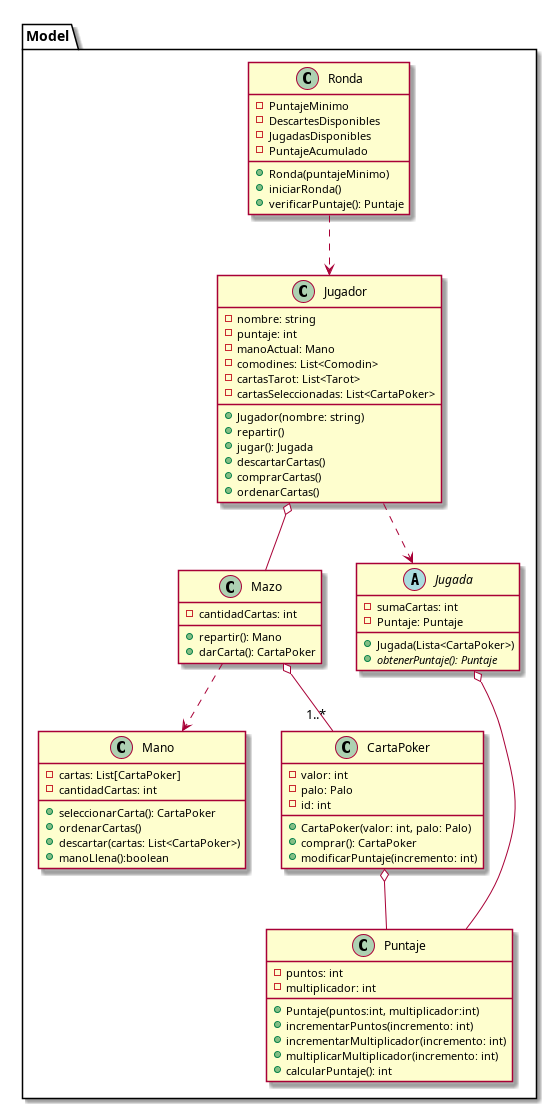 Model
C Ronda
PuntajeMinimo
DescartesDisponibles
JugadasDisponibles
PuntajeAcumulado
Ronda(puntajeMinimo)
iniciarRonda()
verificarPuntaje(): Puntaje
C Jugador
nombre: string
puntaje: int
manoActual: Mano
comodines: List<Comodin>
cartasTarot: List<Tarot>
cartasSeleccionadas: List<CartaPoker>
Jugador(nombre: string)
repartir()
jugar(): Jugada
descartarCartas()
comprarCartas()
ordenarCartas()
C Mazo
cantidadCartas: int
repartir(): Mano
darCarta(): CartaPoker
A Jugada
sumaCartas: int
Puntaje: Puntaje
Jugada(Lista<CartaPoker>)
obtenerPuntaje(): Puntaje
1..*
C Mano
cartas: List[CartaPoker]
cantidadCartas: int
seleccionarCarta(): CartaPoker
ordenarCartas()
descartar(cartas: List<CartaPoker>)
manoLlena():boolean
C CartaPoker
valor: int
palo: Palo
id: int
CartaPoker(valor: int, palo: Palo)
comprar(): CartaPoker
modificarPuntaje(incremento: int)
C Puntaje
puntos: int
multiplicador: int
Puntaje(puntos:int, multiplicador:int)
incrementarPuntos(incremento: int)
incrementarMultiplicador(incremento: int)
multiplicarMultiplicador(incremento: int)
calcularPuntaje(): int